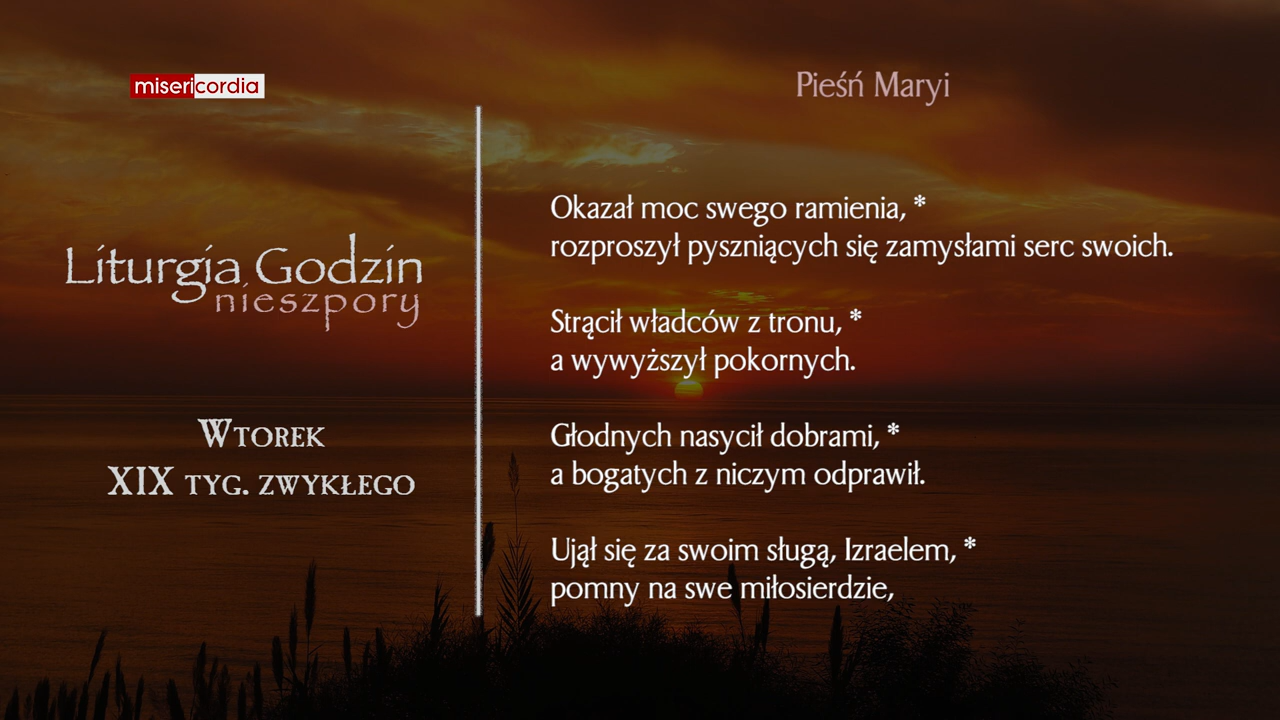 misericordia
Liturgia Godzin
nieszpory
Wtorek
XIX tyg. zwykłego
Pieśń Maryi
Okazał moc swego ramienia, *
rozproszył pyszniących się zamysłami serc swoich.
Strącił władców z tronu, *
a wywyższył pokornych.
Głodnych nasycił dobrami, *
a bogatych z niczym odprawił.
Ujął się za swoim sługą, Izraelem, *
pomny na swe miłosierdzie,